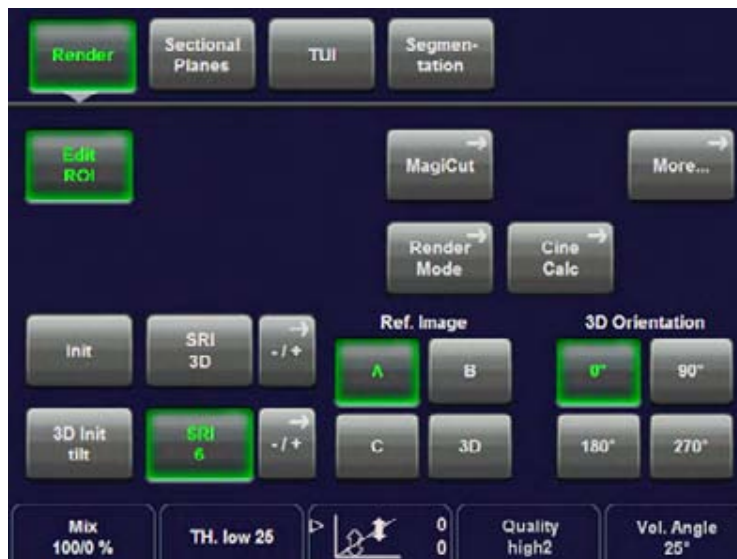 Render
Sectional
Planes
TUI
Segmen-
tation
Edit
ROI
MagiCut
More...
Render
Mode
Cine
Calc
Init
SRI
3D
- / +
Ref. Image
3D Orientation
A
B
0°
90°
3D Init
tilt
SRI
6
- / +
C
3D
180°
270°
Mix
100/0 %
TH. low 25
0
0
Quality
high2
Vol. Angle
25°